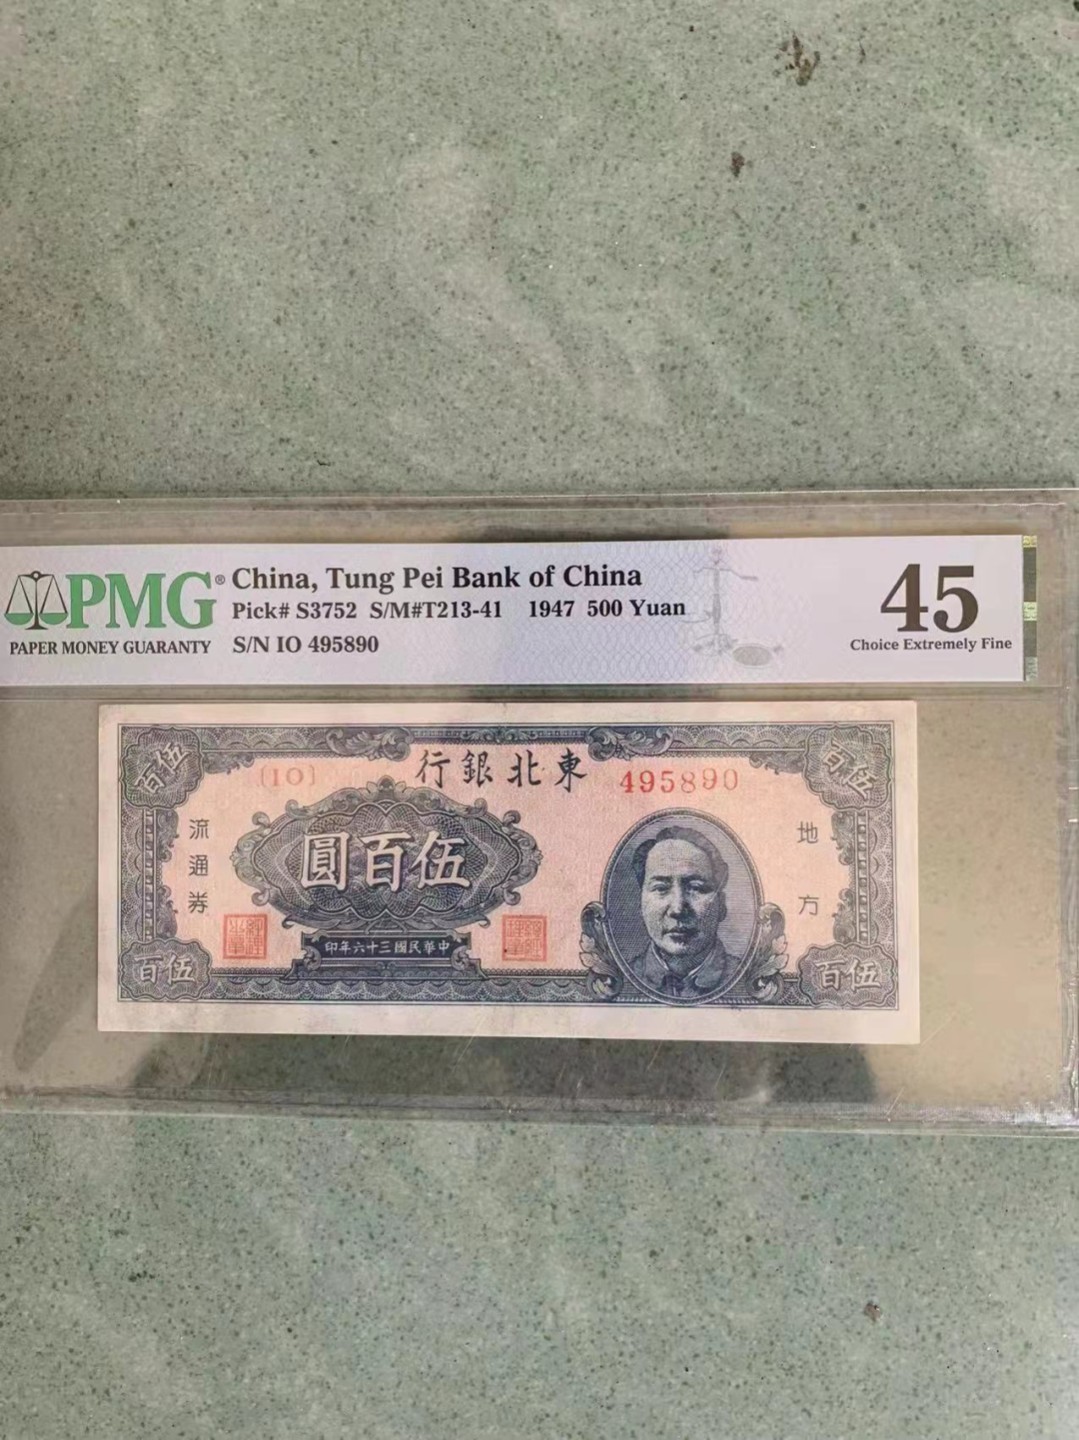 PMG®
PAPER MONEY GUARANTY
China, Tung Pei Bank of China
Pick# S3752 S/M#T213-41 1947 500 Yuan
S/N IO 495890
45
Choice Extremely Fine
百伍
行銀北東
百伍
(IO)
495890
流通券
圓百伍
地方
印年六十三國民華中
百伍
百伍